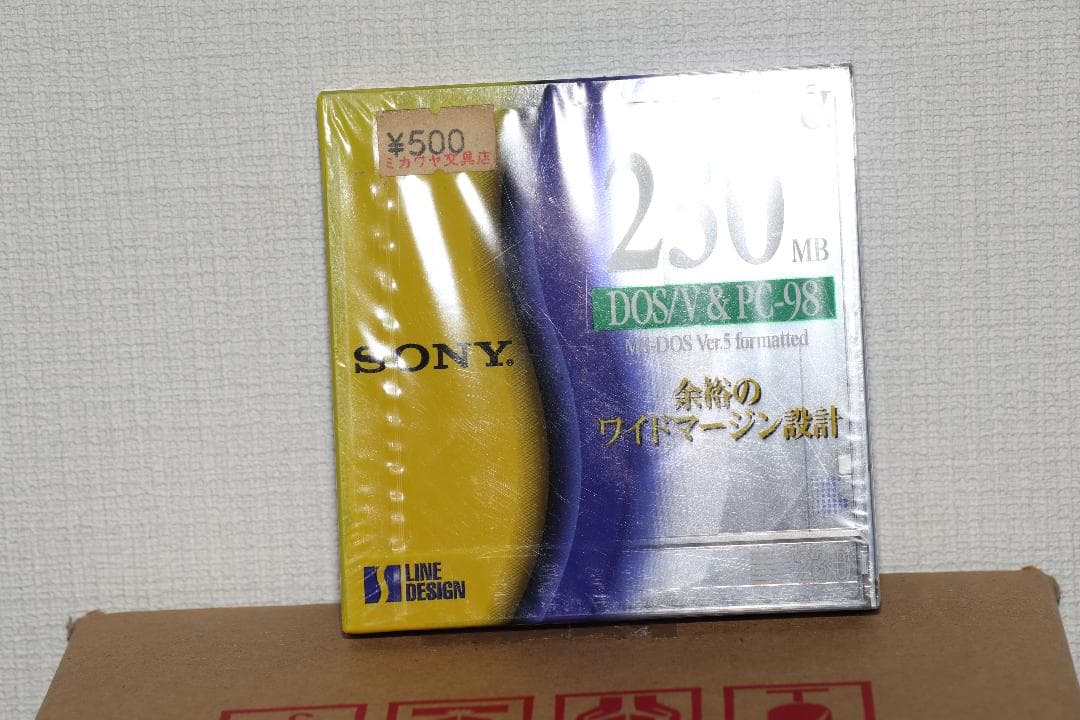 ¥500
ミカワヤ文具店
230 MB
DOS/V & PC-98
MS-DOS Ver.5 formatted
SONY®
余裕の
ワイドマージン設計
S LINE
DESIGN